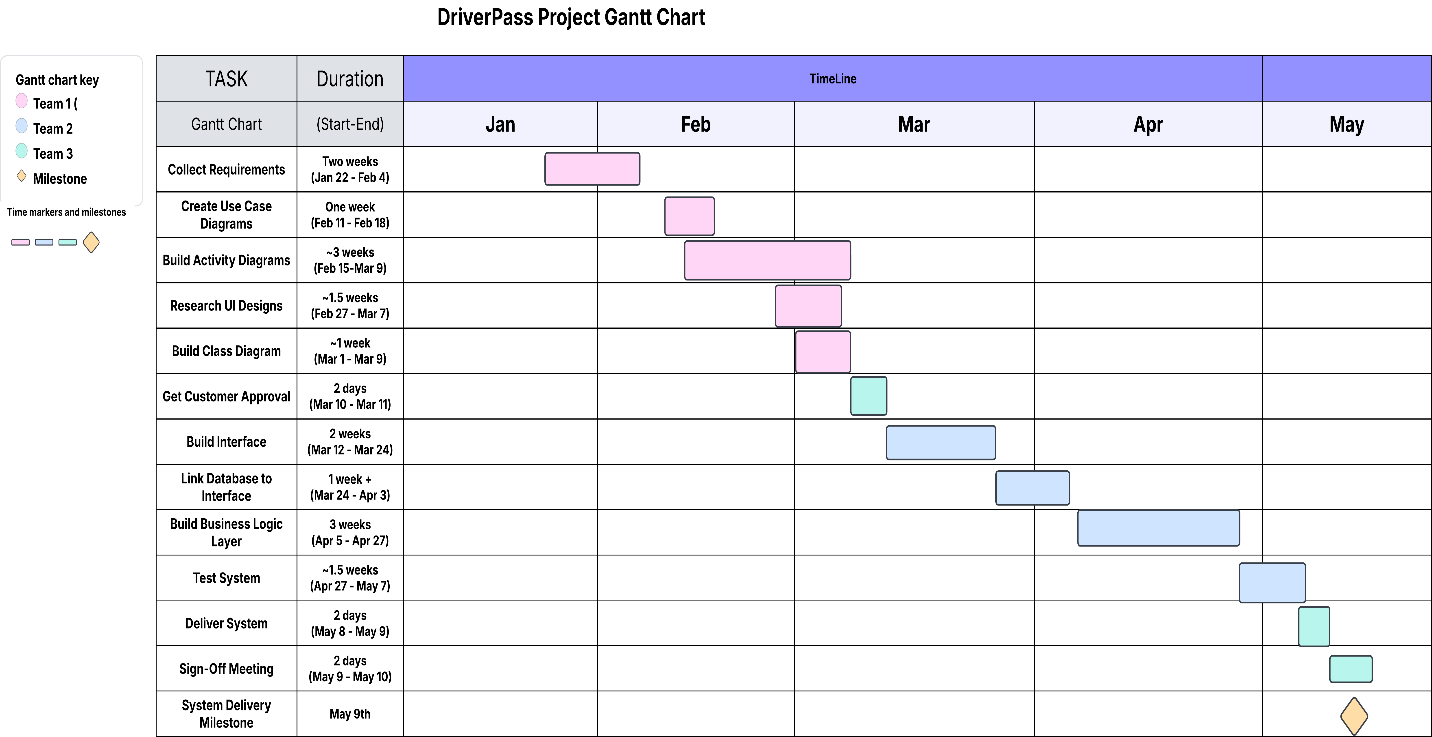 DriverPass Project Gantt Chart
Gantt chart key
Team 1 (
Team 2
Team 3
Milestone
Time markers and milestones
TASK
Duration
TimeLine
Gantt Chart
(Start-End)
Jan
Feb
Mar
Apr
May
Collect Requirements
Two weeks
(Jan 22 - Feb 4)
Create Use Case
Diagrams
One week
(Feb 11 - Feb 18)
Build Activity Diagrams
~3 weeks
(Feb 15-Mar 9)
Research UI Designs
~1.5 weeks
(Feb 27 - Mar 7)
Build Class Diagram
~1 week
(Mar 1 - Mar 9)
Get Customer Approval
2 days
(Mar 10 - Mar 11)
Build Interface
2 weeks
(Mar 12 - Mar 24)
Link Database to
Interface
1 week +
(Mar 24 - Apr 3)
Build Business Logic
Layer
3 weeks
(Apr 5 - Apr 27)
Test System
~1.5 weeks
(Apr 27 - May 7)
Deliver System
2 days
(May 8 - May 9)
Sign-Off Meeting
2 days
(May 9 - May 10)
System Delivery
Milestone
May 9th